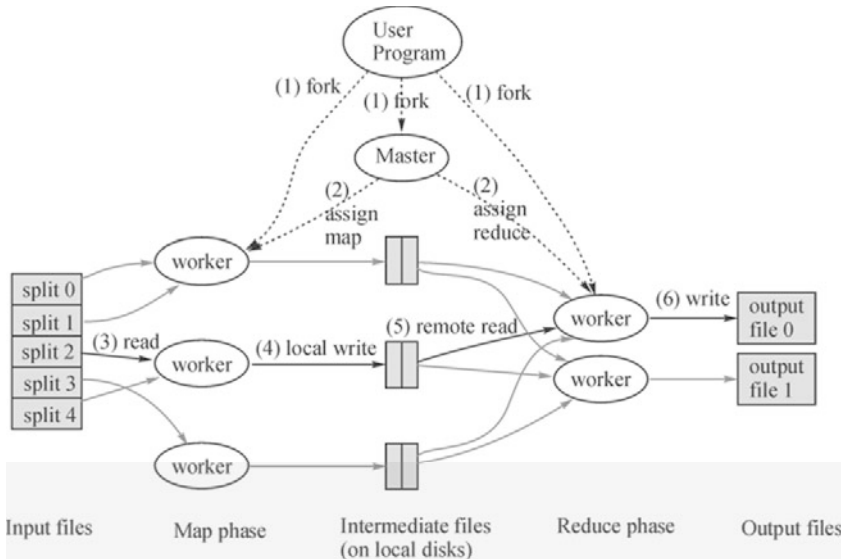 User
Program
(1) fork
(1) fork
(1) fork
Master
(2)
assign
map
(2)
assign
reduce
worker
split 0
split 1
split 2
split 3
split 4
(3) read
worker
(4) local write
(5) remote read
worker
(6) write
output
file 0
worker
output
file 1
worker
Input files
Map phase
Intermediate files
(on local disks)
Reduce phase
Output files